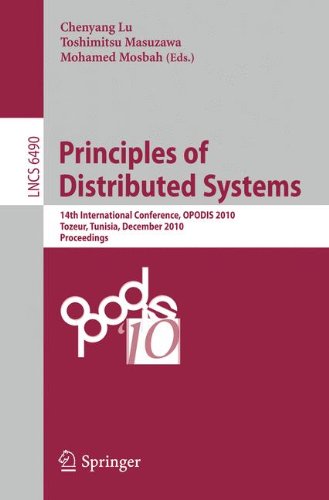 Chenyang Lu
Toshimitsu Masuzawa
Mohamed Mosbah (Eds.)
LNCS 6490
Principles of
Distributed Systems
14th International Conference, OPODIS 2010
Tozeur, Tunisia, December 2010
Proceedings
opodis
'10
Springer